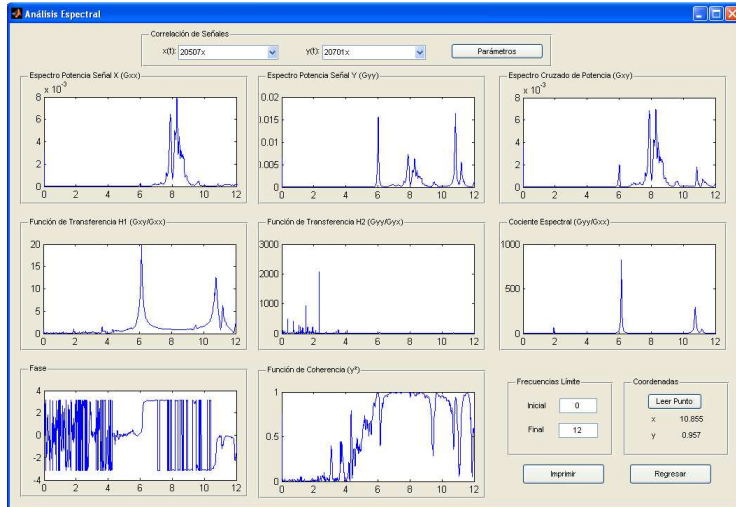 Análisis Espectral
Correlación de Señales
x(t): 20507x y(t): 20701x Parámetros
Espectro Potencia Señal X (Gxx)
x 10⁻³
8
6
4
2
0
0 2 4 6 8 10 12
Espectro Potencia Señal Y (Gyy)
0.02
0.015
0.01
0.005
0
0 2 4 6 8 10 12
Espectro Cruzado de Potencia (Gxy)
x 10⁻³
8
6
4
2
0
0 2 4 6 8 10 12
Función de Transferencia H1 (Gxy/Gxx)
20
15
10
5
0
0 2 4 6 8 10 12
Función de Transferencia H2 (Gyy/Gyx)
3000
2000
1000
0
0 2 4 6 8 10 12
Cociente Espectral (Gyy/Gxx)
1000
500
0
0 2 4 6 8 10 12
Fase
4
2
0
-2
-4
0 2 4 6 8 10 12
Función de Coherencia (γ²)
1
0.5
0
0 2 4 6 8 10 12
Frecuencias Límite
Inicial 0
Final 12
Coordenadas
Leer Punto
x 10.855
y 0.957
Imprimir Regresar